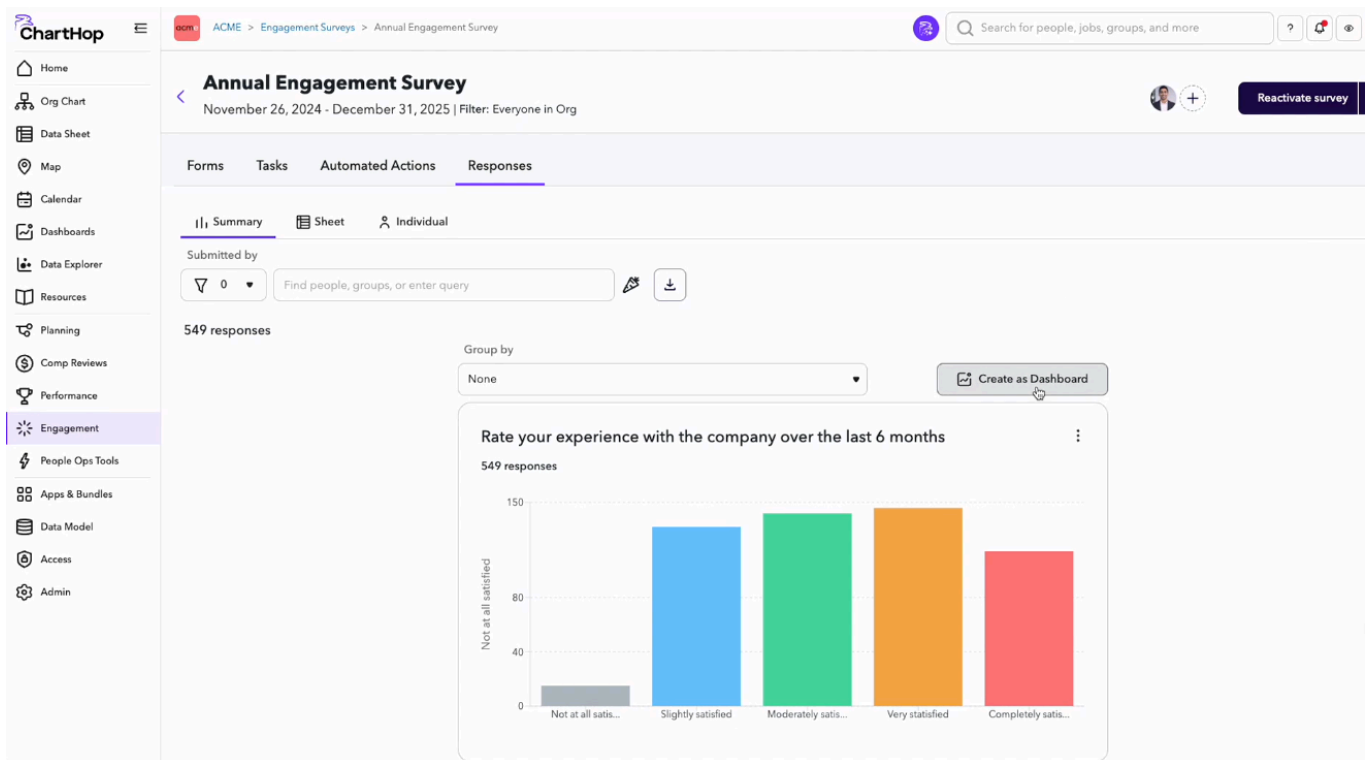 ChartHop
acme
ACME > Engagement Surveys > Annual Engagement Survey
Search for people, jobs, groups, and more
?
Home
Org Chart
Data Sheet
Map
Calendar
Dashboards
Data Explorer
Resources
Planning
Comp Reviews
Performance
Engagement
People Ops Tools
Apps & Bundles
Data Model
Access
Admin
Annual Engagement Survey
November 26, 2024 - December 31, 2025 | Filter: Everyone in Org
Reactivate survey
Forms Tasks Automated Actions Responses
Summary Sheet Individual
Submitted by
0 Find people, groups, or enter query
549 responses
Group by
None
Create as Dashboard
Rate your experience with the company over the last 6 months
549 responses
Not at all satisfied
150
80
40
0
Not at all satis... Slightly satisfied Moderately satis... Very statisfied Completely satis...